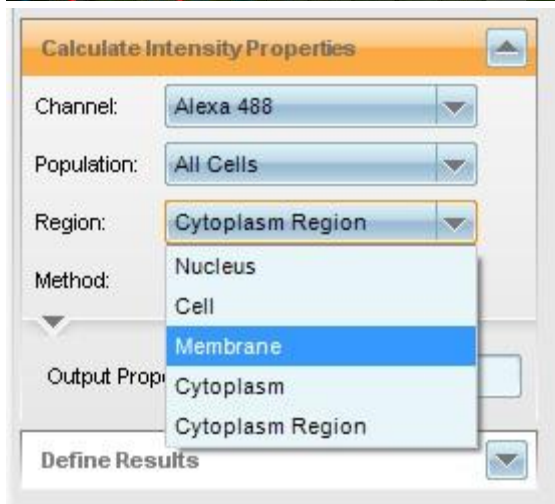 Calculate Intensity Properties
Channel: Alexa 488
Population: All Cells
Region: Cytoplasm Region
Method:
Nucleus
Cell
Membrane
Cytoplasm
Cytoplasm Region
Output Prop
Define Results